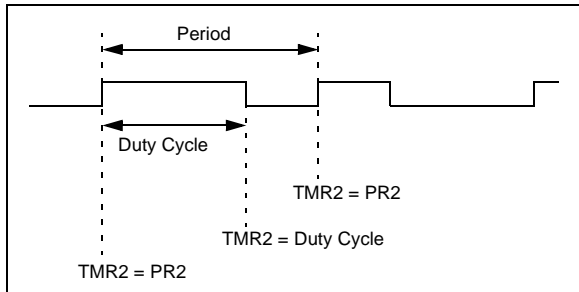 Period
Duty Cycle
TMR2 = PR2
TMR2 = Duty Cycle
TMR2 = PR2